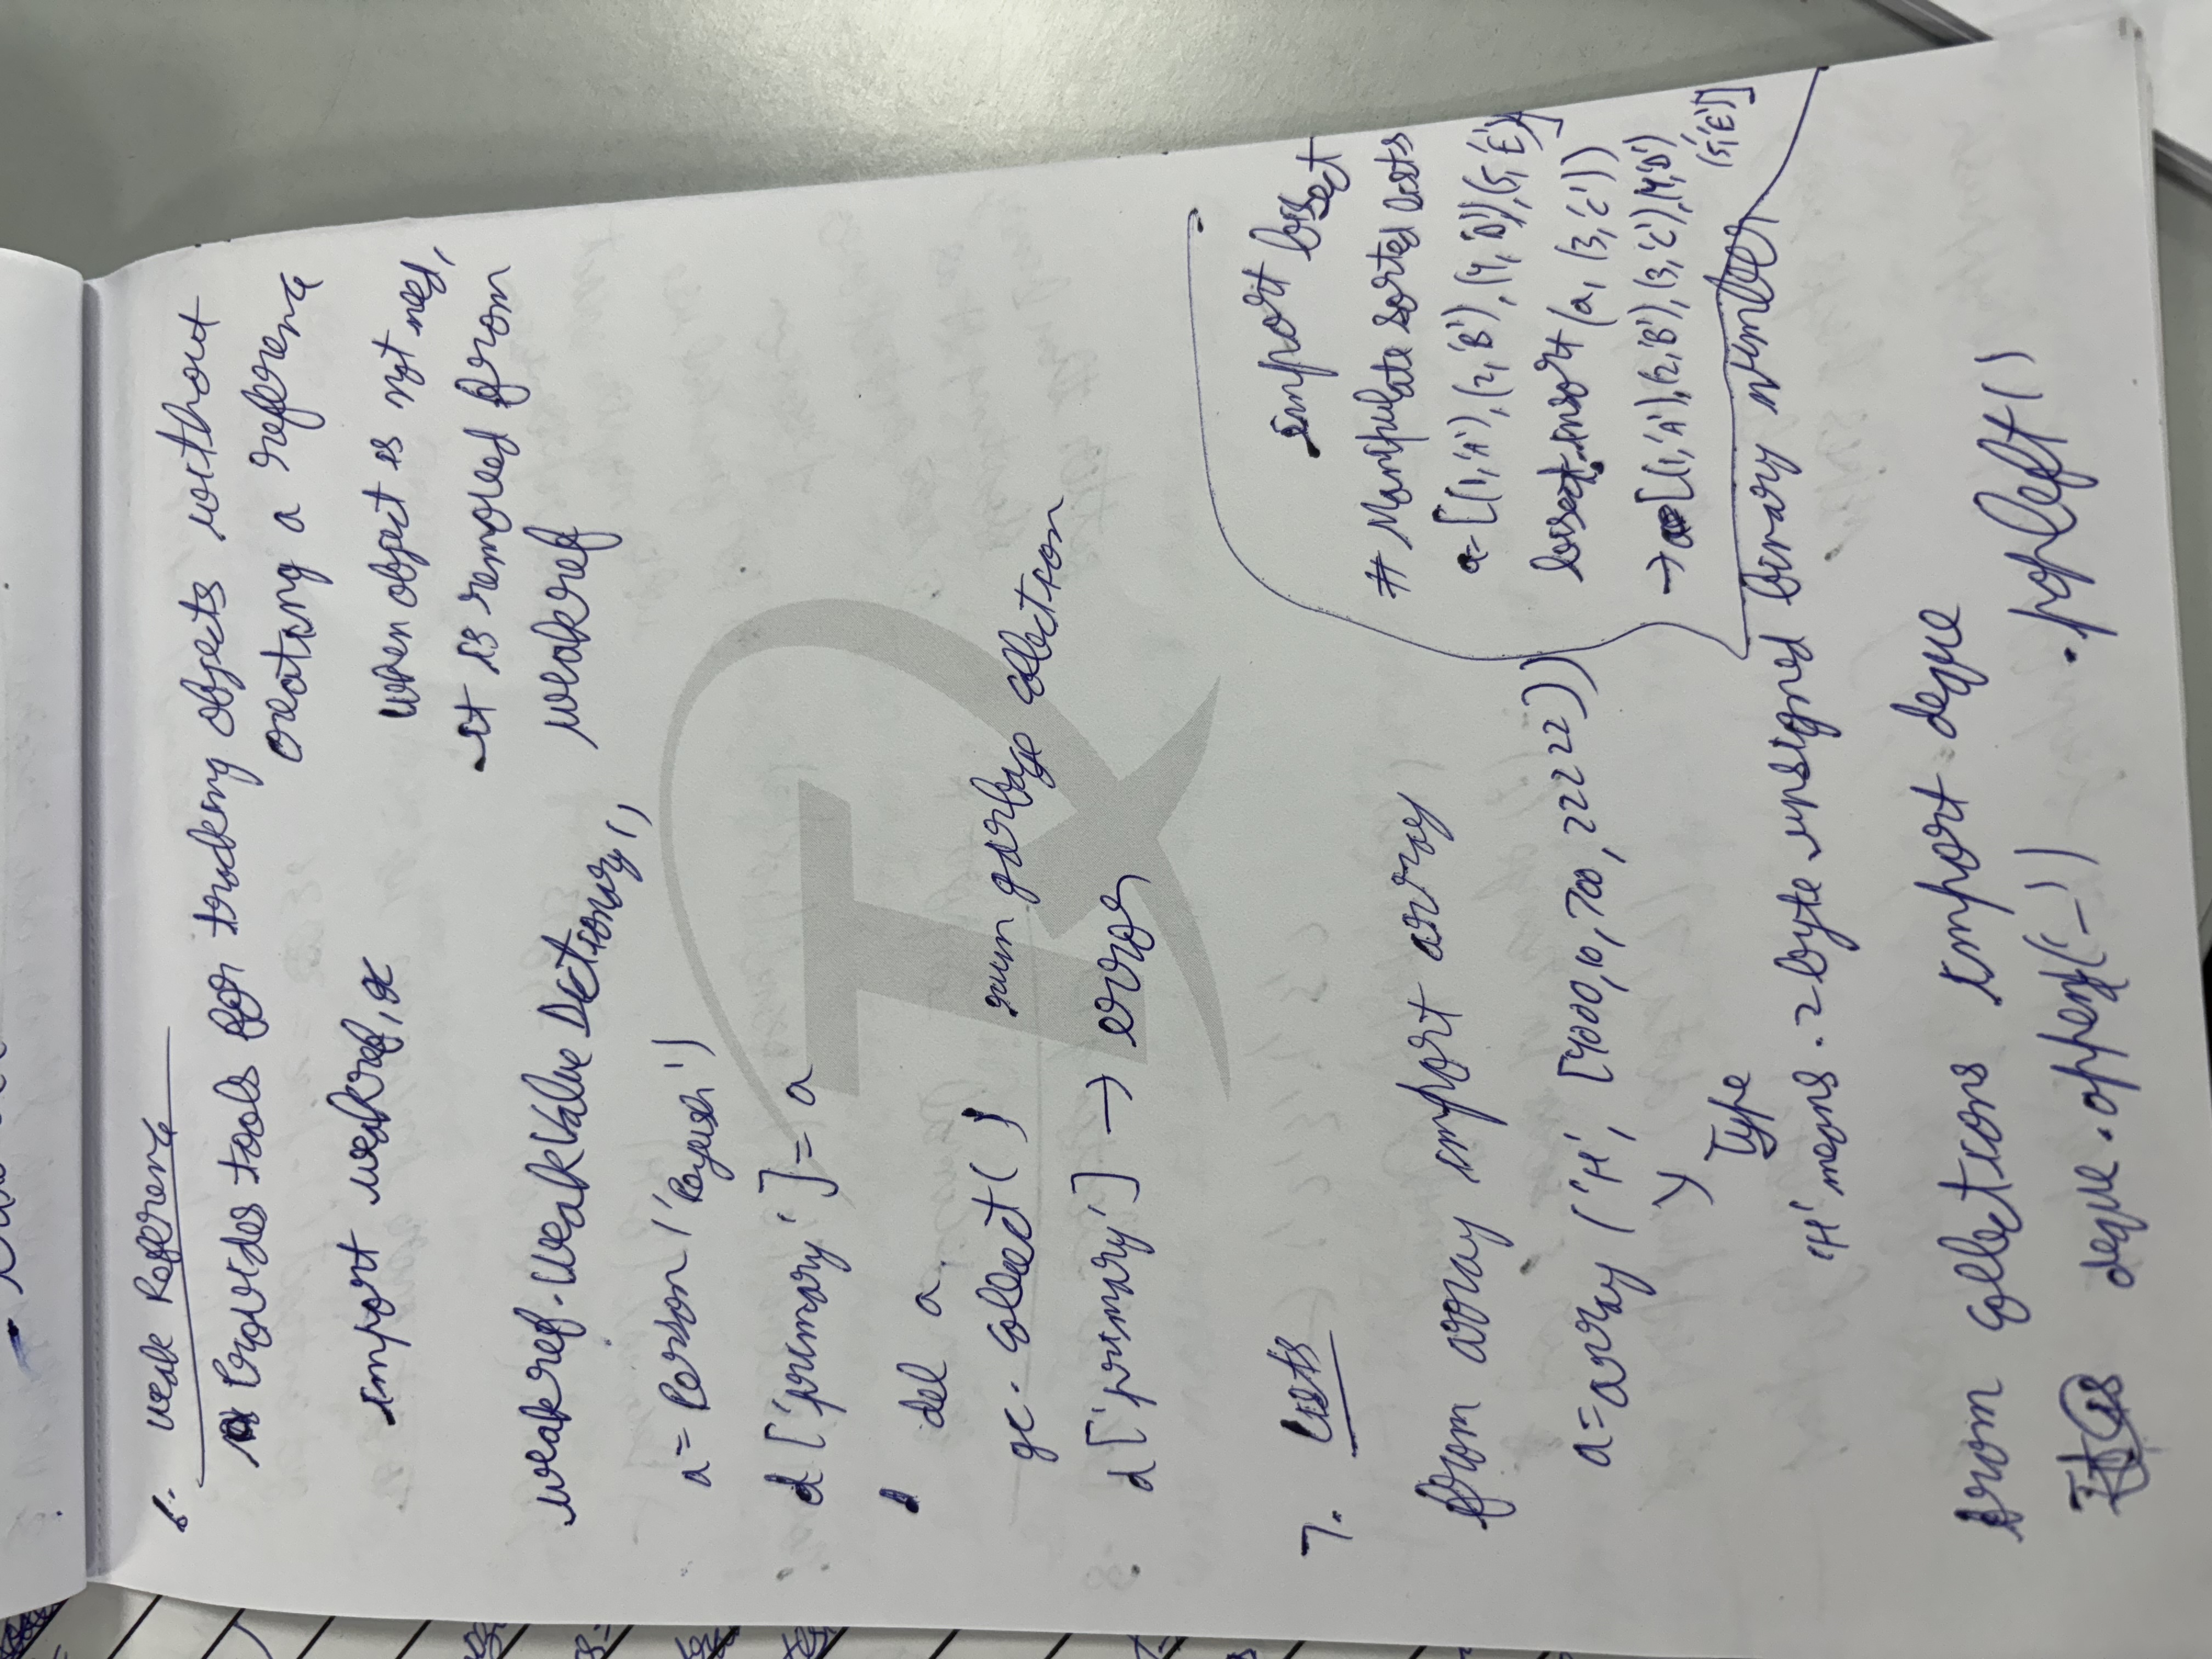 6. Weak Reference
Provides tools for tracking objects without
creating a reference
import weakref, gc
when object is not need,
it is removed from
weakref
weakref.WeakValueDictionary()
a = Person('Payush')
d['primary'] = a
del a.
gc.collect() run garbage collection
d['primary'] → error
7. Lists
from array import array
a = array('H', [4000, 10, 700, 22222])
Type
'H' means. 2 byte unsigned binary number
import bisect
# Manipulate sorted lists
a = [(1,'A'), (2,'B'), (4,'D'), (5,'E')]
bisect.insort(a, (3,'C'))
→ [(1,'A'), (2,'B'), (3,'C'), (4,'D'),
(5,'E')]
from collections import deque
deque.append('_') .popleft()